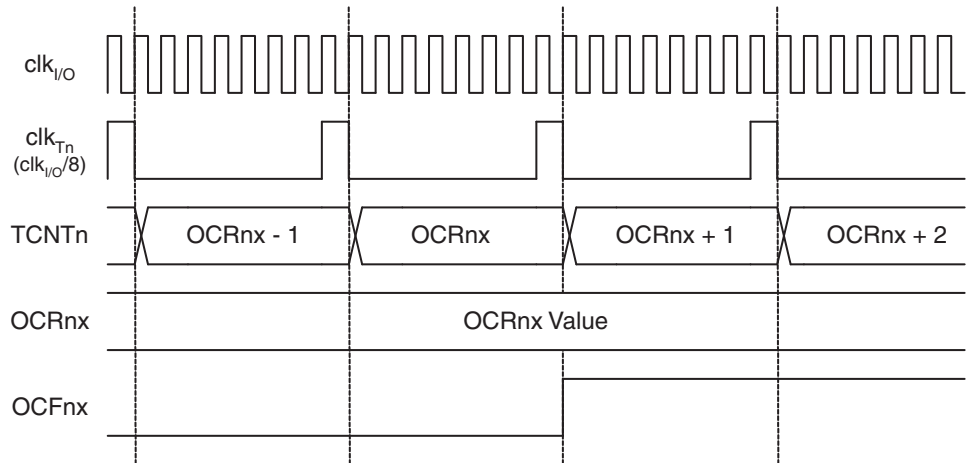 clkI/O
clkTn
(clkI/O/8)
TCNTn
OCRnx - 1
OCRnx
OCRnx + 1
OCRnx + 2
OCRnx
OCRnx Value
OCFnx